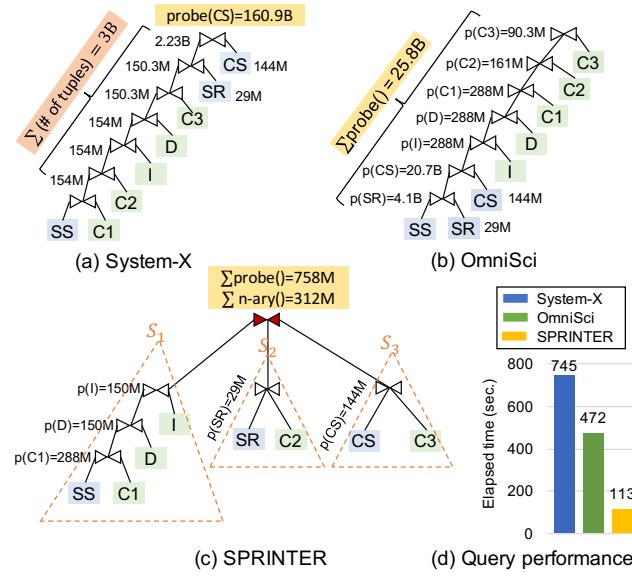 probe(CS)=160.9B
∑(# of tuples) = 3B
2.23B
150.3M
150.3M
154M
154M
154M
CS 144M
SR 29M
C3
D
I
C2
SS C1
(a) System-X
∑probe() = 25.8B
p(C3)=90.3M
p(C2)=161M
p(C1)=288M
p(D)=288M
p(I)=288M
p(CS)=20.7B
p(SR)=4.1B
C3
C2
C1
D
I
CS 144M
SS SR 29M
(b) OmniSci
∑probe()=758M
∑ n-ary()=312M
S1
S2
S3
p(I)=150M
p(D)=150M
p(C1)=288M
I
D
SS C1
p(SR)=29M
SR C2
p(CS)=144M
CS C3
(c) SPRINTER
System-X
OmniSci
SPRINTER
Elapsed time (sec.)
800
600
400
200
0
745
472
113
(d) Query performance